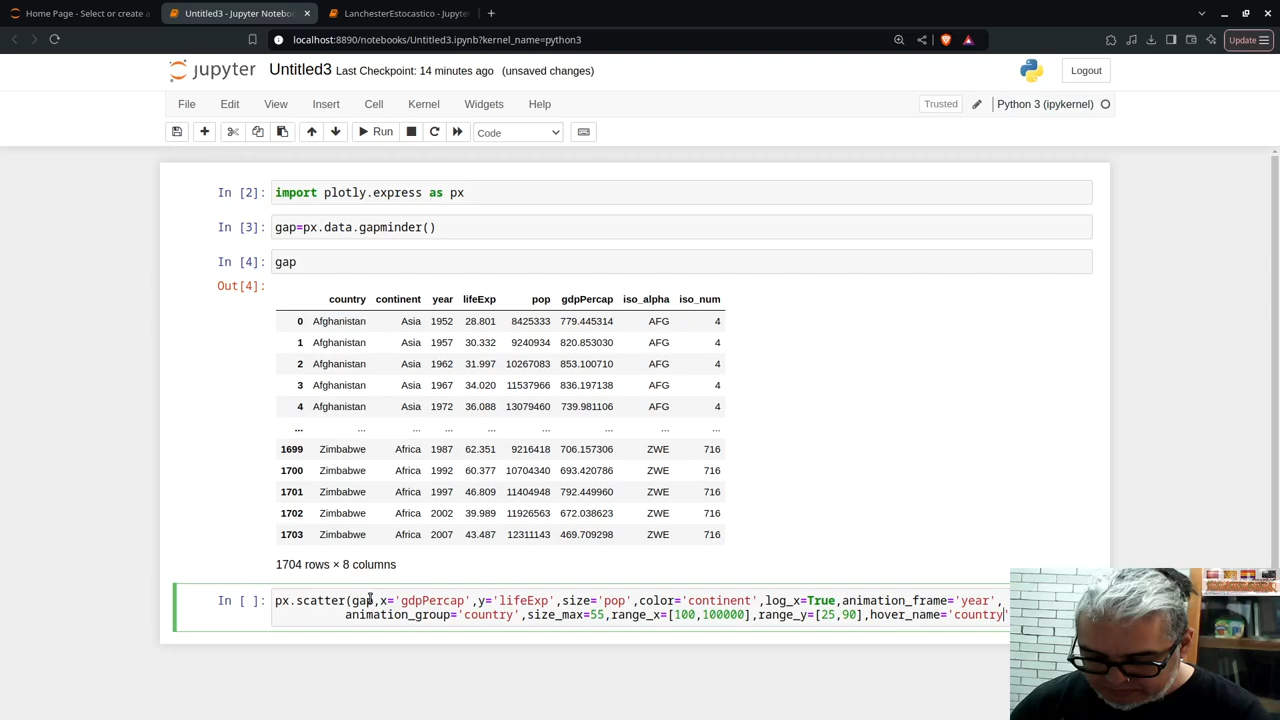 Home Page - Select or create a
Untitled3 - Jupyter Notebo
LanchesterEstocastico - Jupyter
localhost:8890/notebooks/Untitled3.ipynb?kernel_name=python3
Update
jupyter Untitled3 Last Checkpoint: 14 minutes ago (unsaved changes)
Logout
File Edit View Insert Cell Kernel Widgets Help
Trusted Python 3 (ipykernel)
Run Code
In [2]: import plotly.express as px
In [3]: gap=px.data.gapminder()
In [4]: gap
Out[4]:
country continent year lifeExp pop gdpPercap iso_alpha iso_num
0 Afghanistan Asia 1952 28.801 8425333 779.445314 AFG 4
1 Afghanistan Asia 1957 30.332 9240934 820.853030 AFG 4
2 Afghanistan Asia 1962 31.997 10267083 853.100710 AFG 4
3 Afghanistan Asia 1967 34.020 11537966 836.197138 AFG 4
4 Afghanistan Asia 1972 36.088 13079460 739.981106 AFG 4
... ... ... ... ... ... ... ... ...
1699 Zimbabwe Africa 1987 62.351 9216418 706.157306 ZWE 716
1700 Zimbabwe Africa 1992 60.377 10704340 693.420786 ZWE 716
1701 Zimbabwe Africa 1997 46.809 11404948 792.449960 ZWE 716
1702 Zimbabwe Africa 2002 39.989 11926563 672.038623 ZWE 716
1703 Zimbabwe Africa 2007 43.487 12311143 469.709298 ZWE 716
1704 rows × 8 columns
In [ ]: px.scatter(gap,x='gdpPercap',y='lifeExp',size='pop',color='continent',log_x=True,animation_frame='year',
animation_group='country',size_max=55,range_x=[100,100000],range_y=[25,90],hover_name='country'